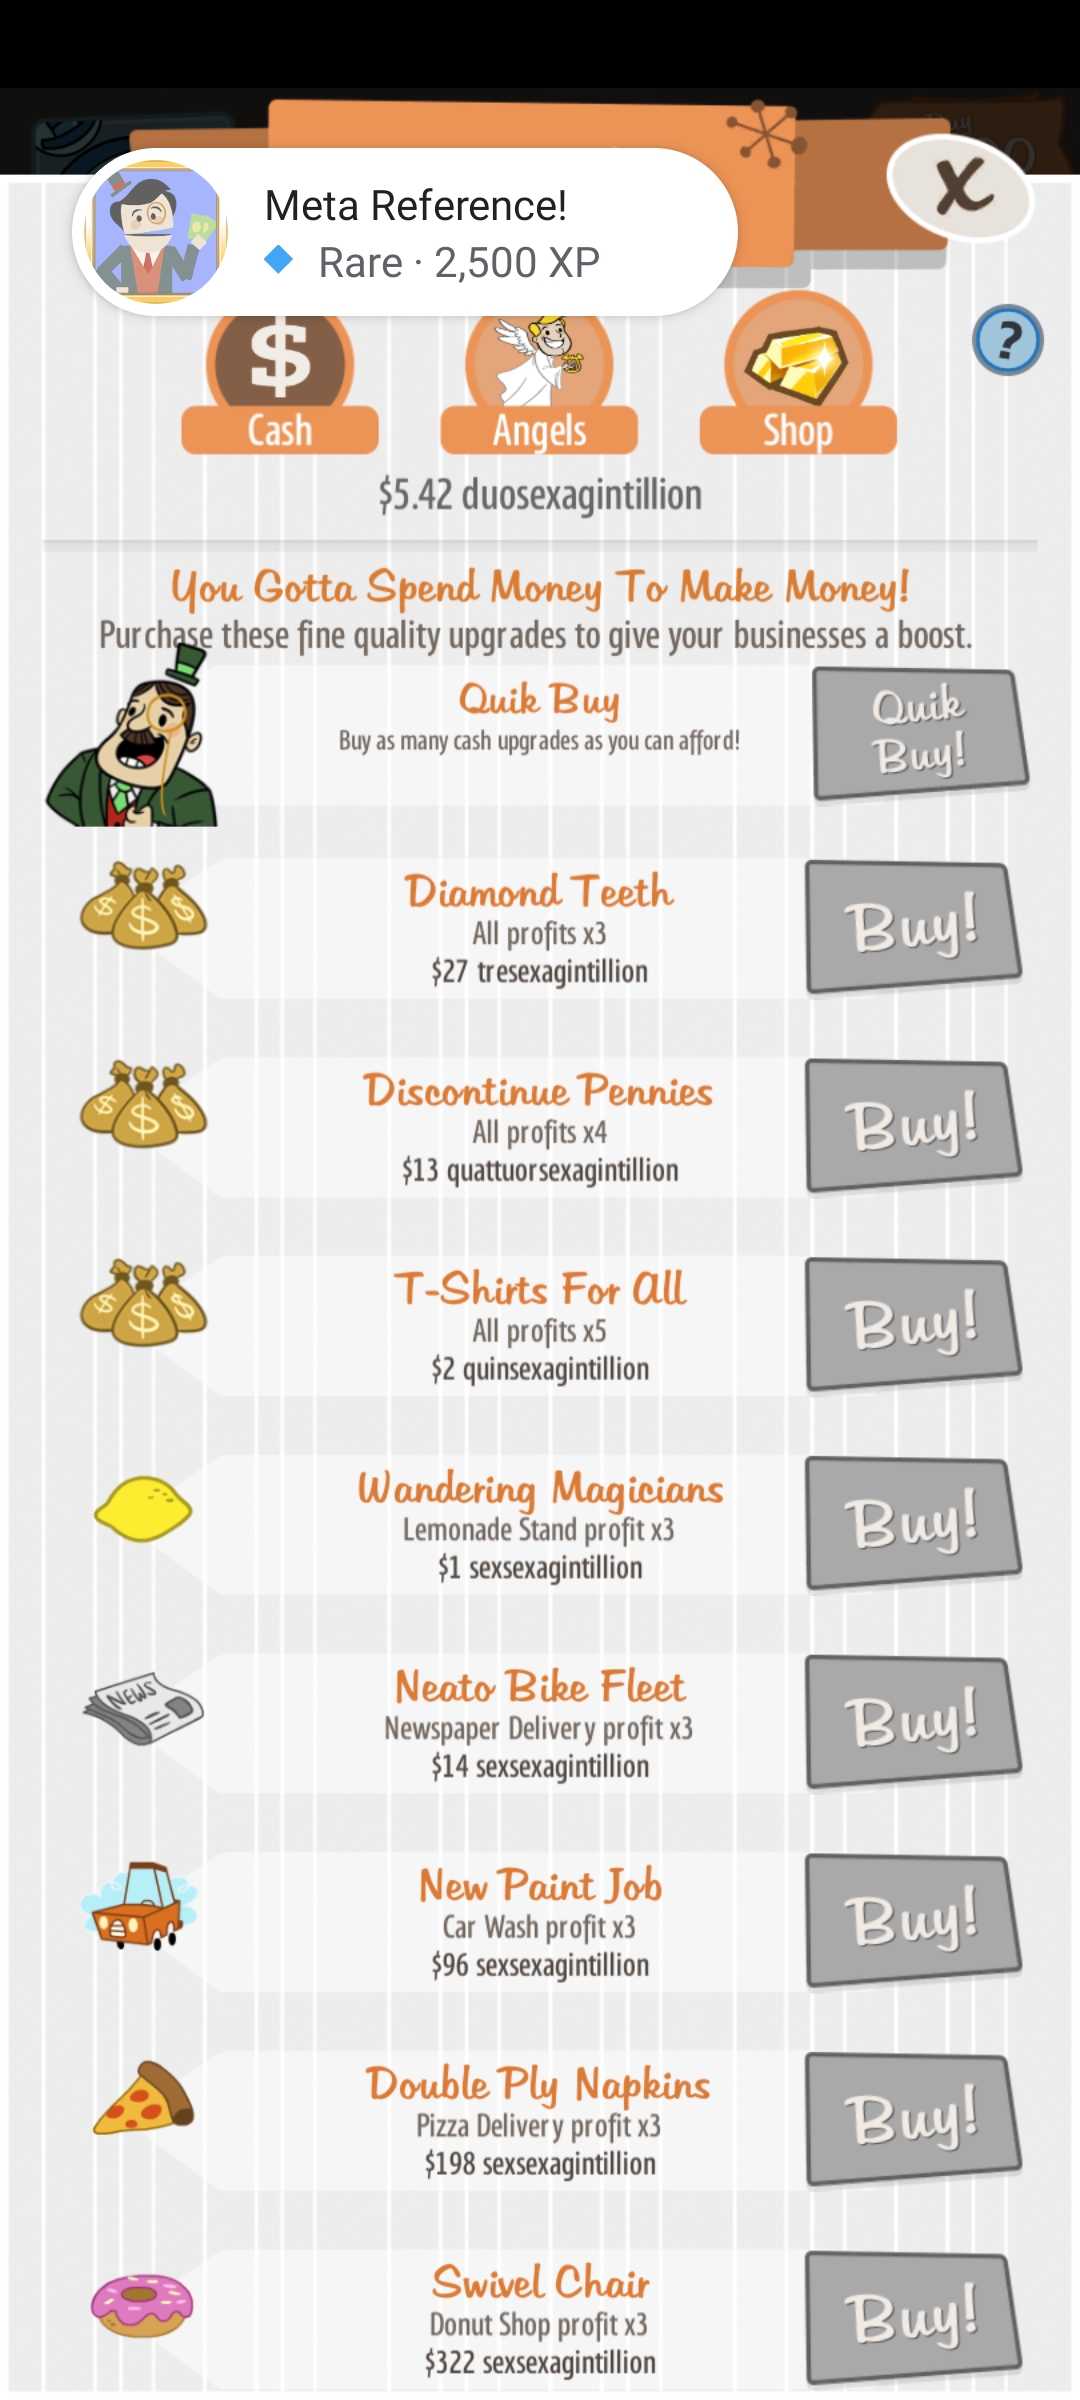 Meta Reference!
Rare · 2,500 XP
X
?
$
Cash
Angels
Shop
$5.42 duosexagintillion
You Gotta Spend Money To Make Money!
Purchase these fine quality upgrades to give your businesses a boost.
Quik Buy
Buy as many cash upgrades as you can afford!
Quik
Buy!
Diamond Teeth
All profits x3
$27 tresexagintillion
Buy!
Discontinue Pennies
All profits x4
$13 quattuorsexagintillion
Buy!
T-Shirts For All
All profits x5
$2 quinsexagintillion
Buy!
Wandering Magicians
Lemonade Stand profit x3
$1 sexsexagintillion
Buy!
NEWS
Neato Bike Fleet
Newspaper Delivery profit x3
$14 sexsexagintillion
Buy!
New Paint Job
Car Wash profit x3
$96 sexsexagintillion
Buy!
Double Ply Napkins
Pizza Delivery profit x3
$198 sexsexagintillion
Buy!
Swivel Chair
Donut Shop profit x3
$322 sexsexagintillion
Buy!